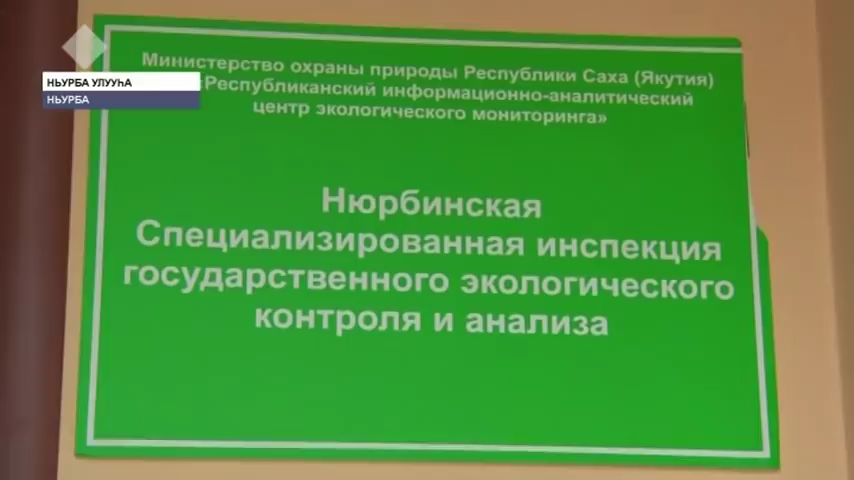 Министерство охраны природы Республики Саха (Якутия)
«Республиканский информационно-аналитический
центр экологического мониторинга»
НЬУРБА УЛУУҺА
НЬУРБА
Нюрбинская
Специализированная инспекция
государственного экологического
контроля и анализа